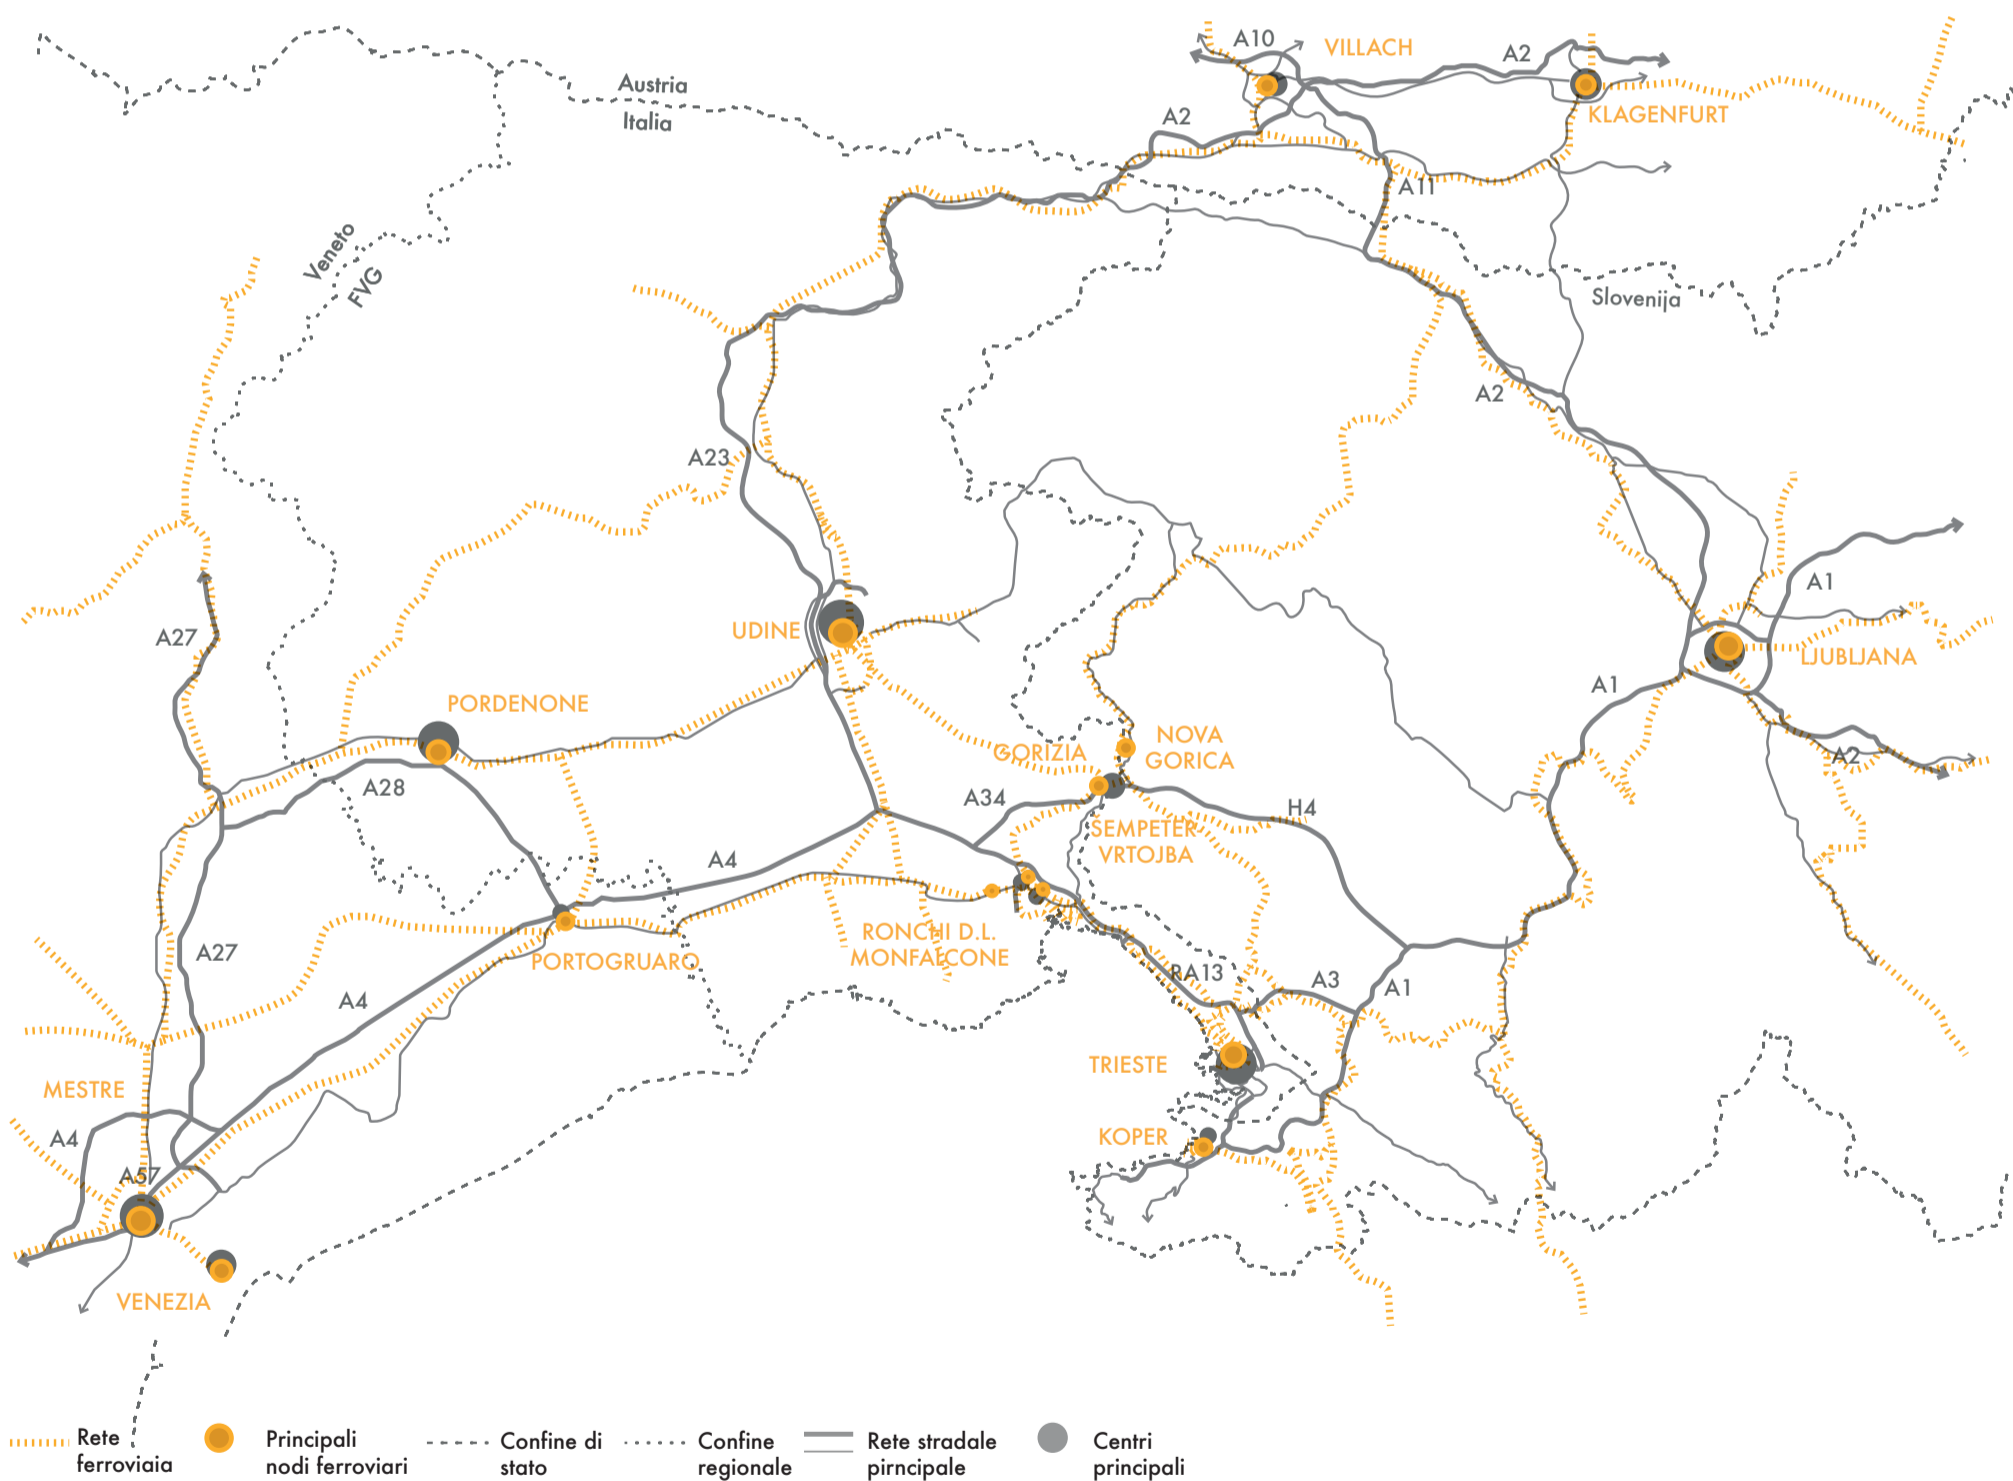 A10
VILLACH
A2
Austria
Italia
A2
KLAGENFURT
A11
Veneto
FVG
Slovenija
A2
A23
A1
A27
UDINE
LJUBLJANA
A1
PORDENONE
NOVA
GORICA
GORIZIA
A2
A28
A34
H4
SEMPETER
VRTOJBA
A4
RONCHI D.L.
MONFALCONE
A27
PORTOGRUARO
RA13
A3
A1
A4
TRIESTE
MESTRE
A4
KOPER
A57
VENEZIA
Rete
ferroviaia
Principali
nodi ferroviari
Confine di
stato
Confine
regionale
Rete stradale
pirncipale
Centri
principali